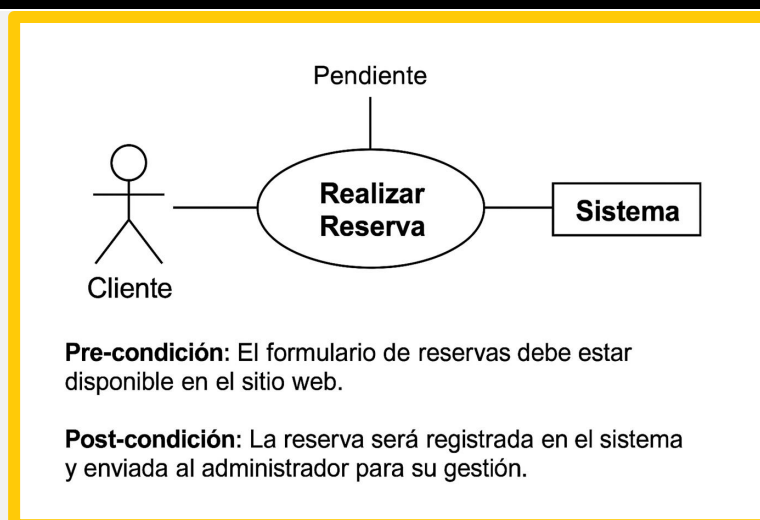 Pendiente
Realizar
Reserva
Sistema
Cliente
Pre-condición: El formulario de reservas debe estar
disponible en el sitio web.
Post-condición: La reserva será registrada en el sistema
y enviada al administrador para su gestión.